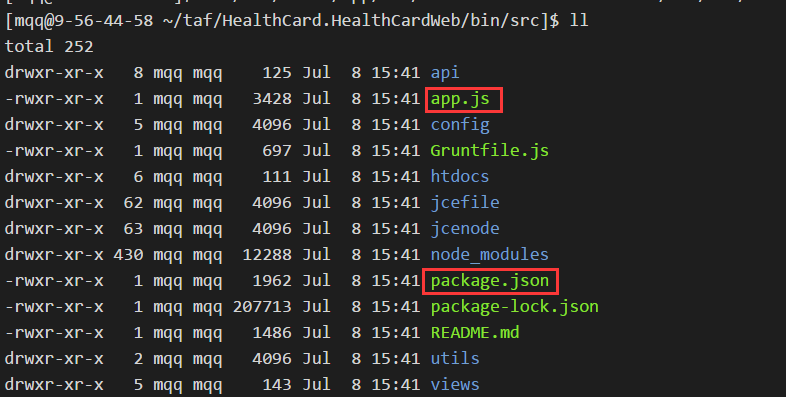 [mqq@9-56-44-58 ~/taf/HealthCard.HealthCardWeb/bin/src]$ ll
total 252
drwxr-xr-x   8 mqq mqq    125 Jul  8 15:41 api
-rwxr-xr-x   1 mqq mqq   3428 Jul  8 15:41 app.js
drwxr-xr-x   5 mqq mqq   4096 Jul  8 15:41 config
-rwxr-xr-x   1 mqq mqq    697 Jul  8 15:41 Gruntfile.js
drwxr-xr-x   6 mqq mqq    111 Jul  8 15:41 htdocs
drwxr-xr-x  62 mqq mqq   4096 Jul  8 15:41 jcefile
drwxr-xr-x  63 mqq mqq   4096 Jul  8 15:41 jcenode
drwxr-xr-x 430 mqq mqq  12288 Jul  8 15:41 node_modules
-rwxr-xr-x   1 mqq mqq   1962 Jul  8 15:41 package.json
-rwxr-xr-x   1 mqq mqq 207713 Jul  8 15:41 package-lock.json
-rwxr-xr-x   1 mqq mqq   1486 Jul  8 15:41 README.md
drwxr-xr-x   2 mqq mqq   4096 Jul  8 15:41 utils
drwxr-xr-x   5 mqq mqq    143 Jul  8 15:41 views